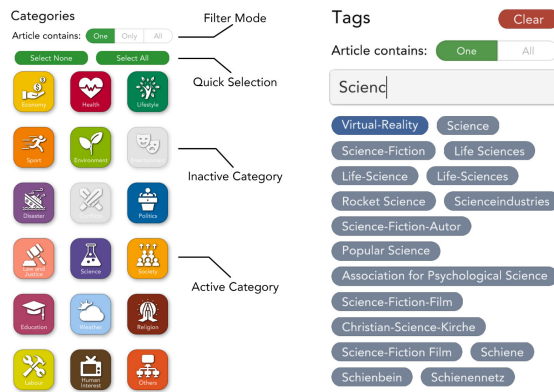 Categories
Filter Mode
Article contains: One Only All
Select None Select All
Quick Selection
Economy Health Lifestyle
Sport Environment
Inactive Category
Disaster Politics
Law and Justice Science Society
Active Category
Education Weather Religion
Labour Human Interest Others
Tags
Clear
Article contains: One All
Scienc
Virtual-Reality Science
Science-Fiction Life Sciences
Life-Science Life-Sciences
Rocket Science Scienceindustries
Science-Fiction-Autor
Popular Science
Association for Psychological Science
Science-Fiction-Film
Christian-Science-Kirche
Science-Fiction Film Schiene
Schienbein Schienennetz